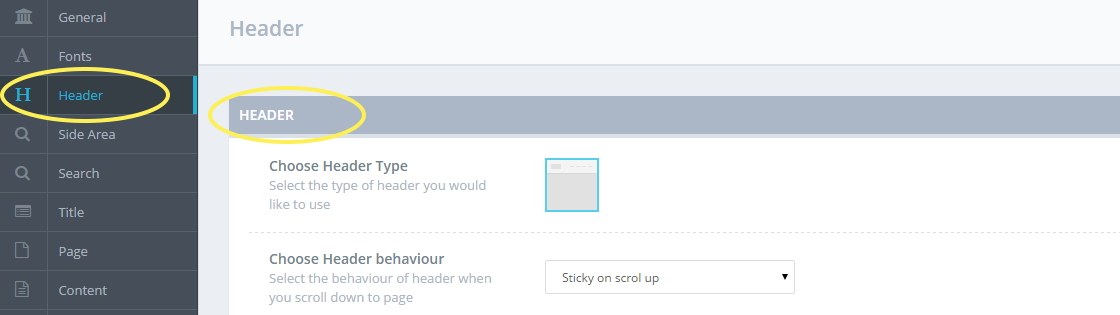 General
Fonts
Header
Side Area
Search
Title
Page
Content
Header
HEADER
Choose Header Type
Select the type of header you would
like to use
Choose Header behaviour
Select the behaviour of header when
you scroll down to page
Sticky on scrol up